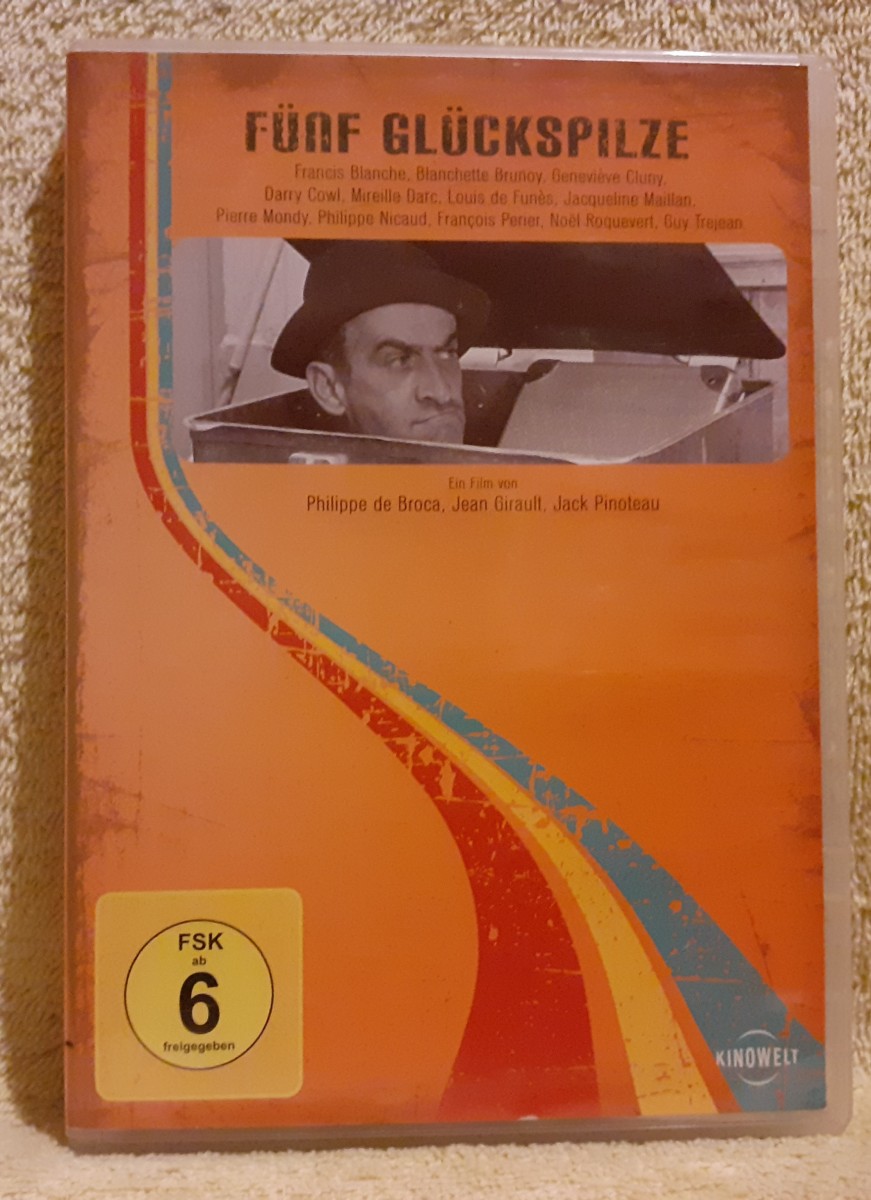 FÜNF GLÜCKSPILZE
Francis Blanche, Blanchette Brunoy, Geneviève Cluny,
Darry Cowl, Mireille Darc, Louis de Funès, Jacqueline Maillan,
Pierre Mondy, Philippe Nicaud, François Perier, Noël Roquevert, Guy Trejean
Ein Film von
Philippe de Broca, Jean Girault, Jack Pinoteau
FSK
ab
6
freigegeben
KINOWELT